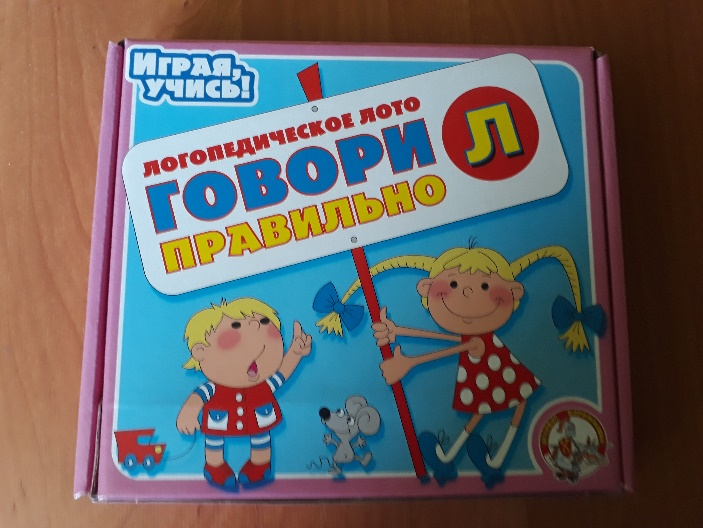 ИГРАЯ,
УЧИСЬ!
ЛОГОПЕДИЧЕСКОЕ ЛОТО
ГОВОРИ
ПРАВИЛЬНО
Л